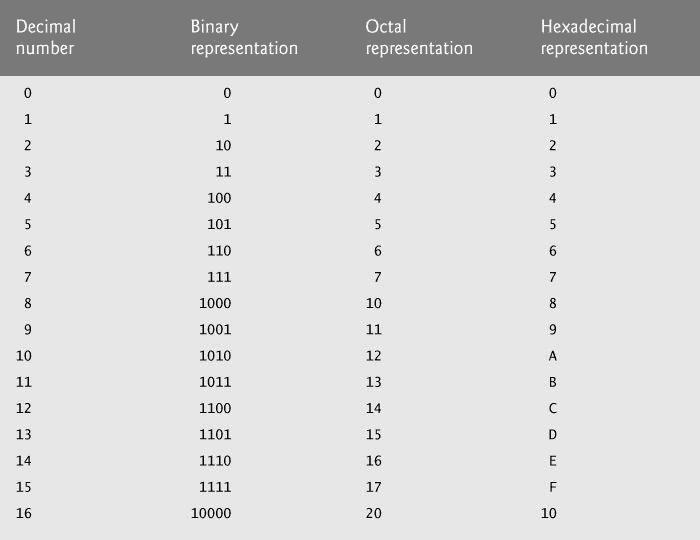 Decimal number Binary representation Octal representation Hexadecimal representation
0 0 0 0
1 1 1 1
2 10 2 2
3 11 3 3
4 100 4 4
5 101 5 5
6 110 6 6
7 111 7 7
8 1000 10 8
9 1001 11 9
10 1010 12 A
11 1011 13 B
12 1100 14 C
13 1101 15 D
14 1110 16 E
15 1111 17 F
16 10000 20 10